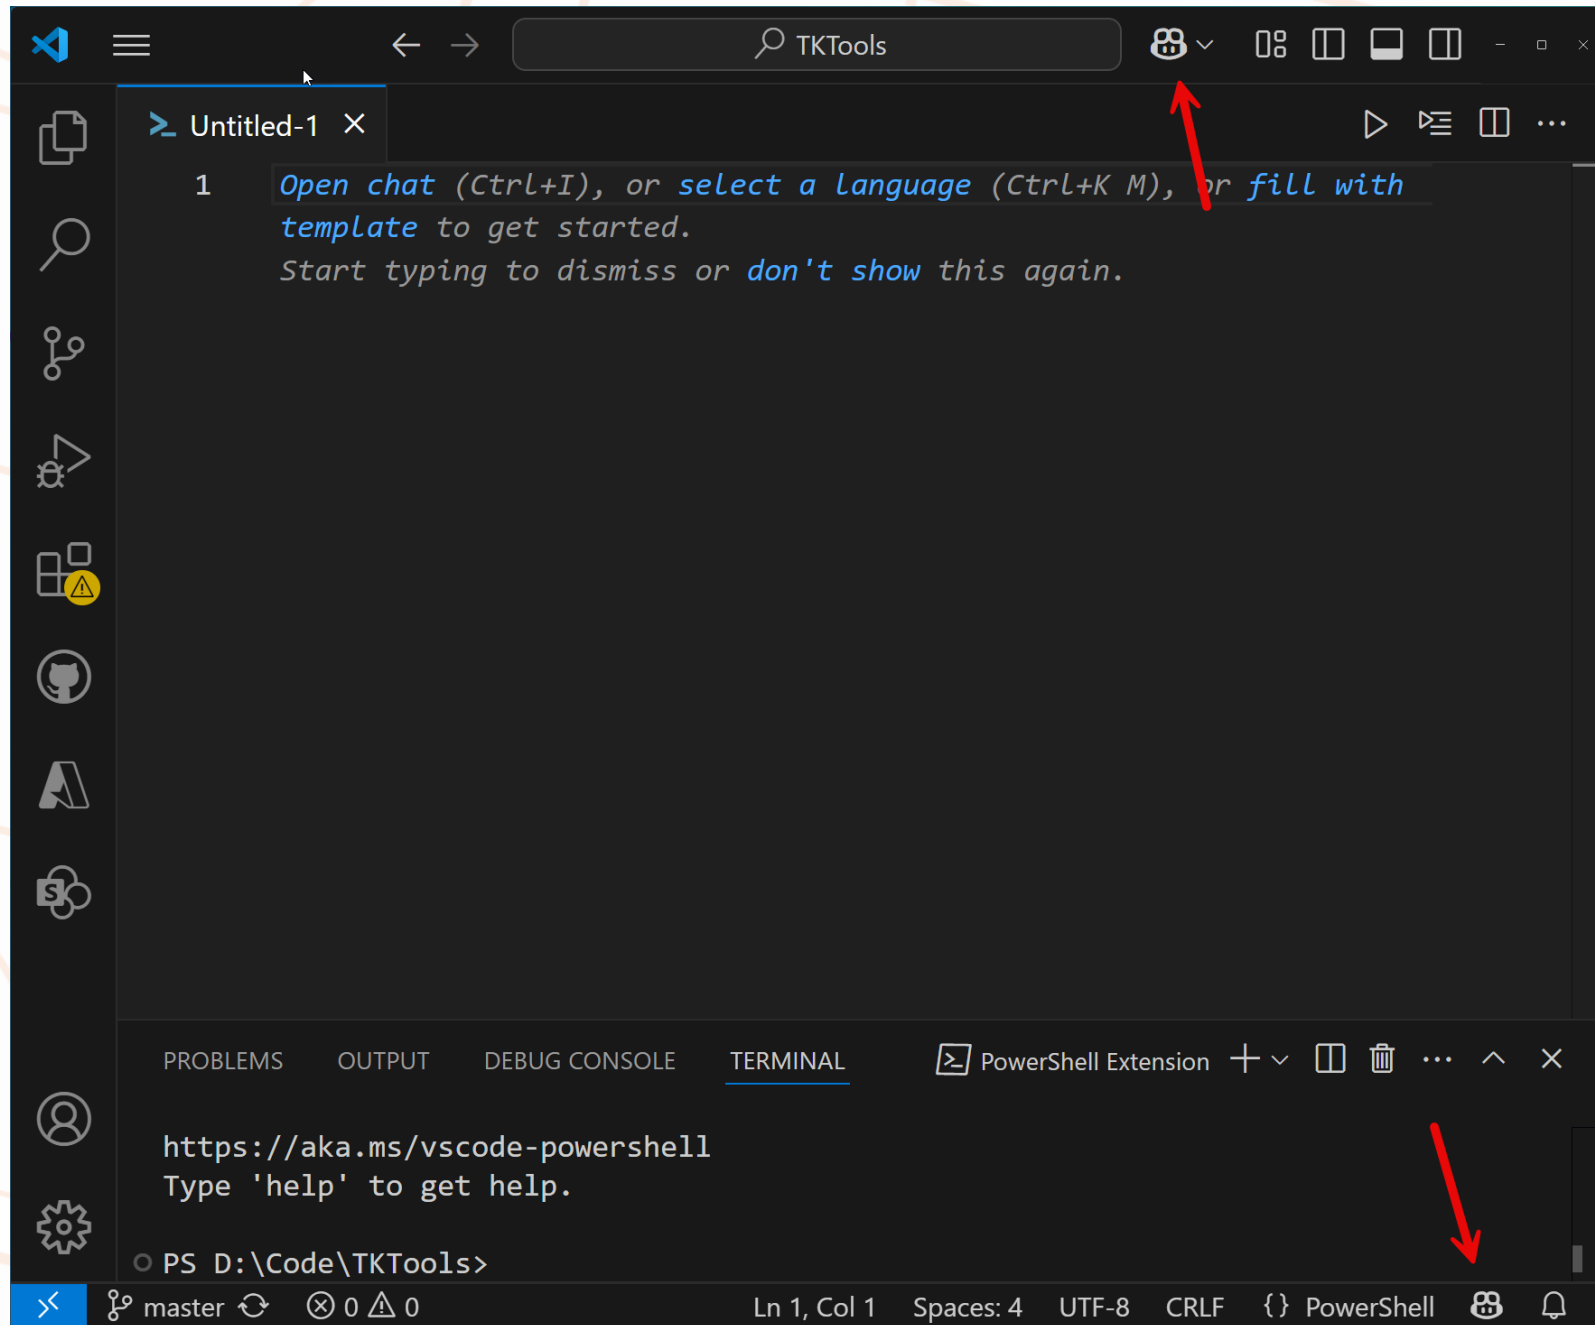 TKTools
Untitled-1
1 Open chat (Ctrl+I), or select a language (Ctrl+K M), or fill with
template to get started.
Start typing to dismiss or don't show this again.
PROBLEMS OUTPUT DEBUG CONSOLE TERMINAL PowerShell Extension
https://aka.ms/vscode-powershell
Type 'help' to get help.
PS D:\Code\TKTools>
master 0 0 Ln 1, Col 1 Spaces: 4 UTF-8 CRLF {} PowerShell